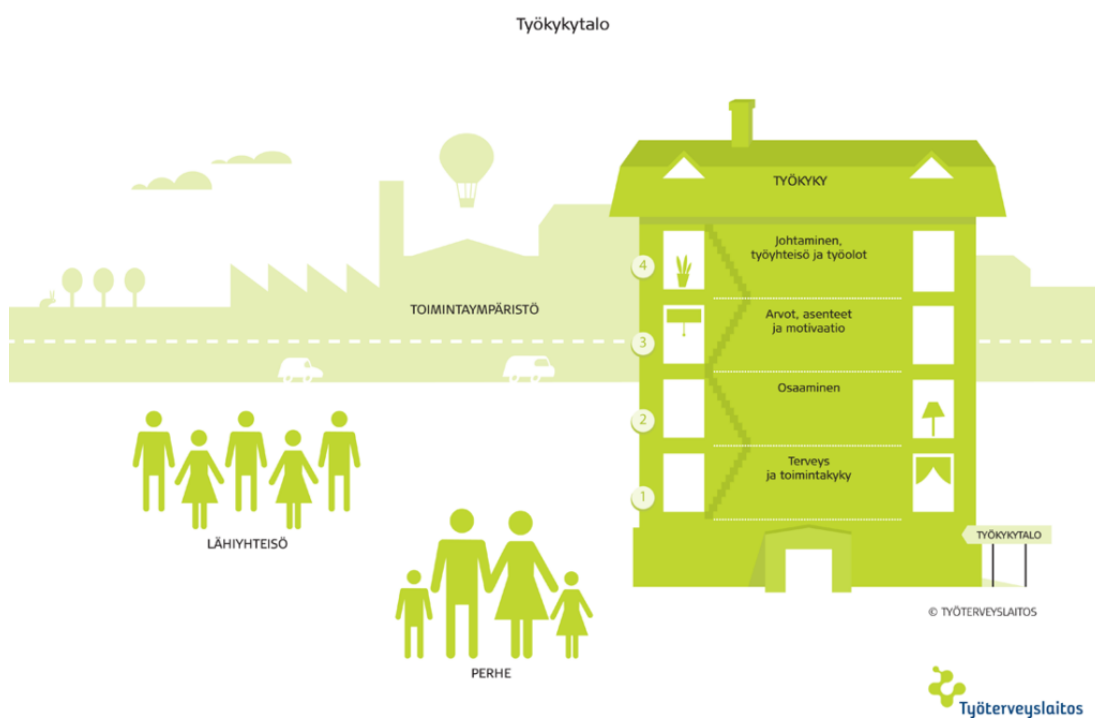 Työkykytalo
TYÖKYKY
4
Johtaminen,
työyhteisö ja työolot
TOIMINTAYMPÄRISTÖ
3
Arvot, asenteet
ja motivaatio
2
Osaaminen
1
Terveys
ja toimintakyky
LÄHIYHTEISÖ
TYÖKYKYTALO
PERHE
© TYÖTERVEYSLAITOS
Työterveyslaitos